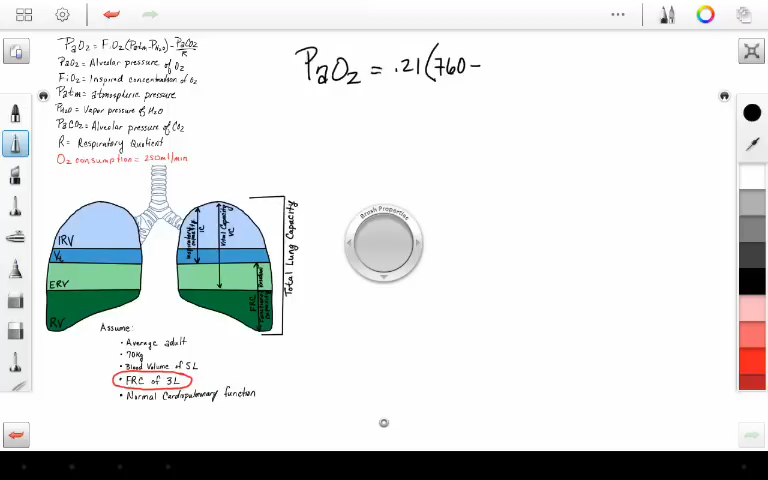 PaO2 = FiO2(Patm-PH2O) - PaCO2/R
PaO2 = Alveolar pressure of O2
FiO2 = Inspired concentration of O2
Patm = atmospheric pressure
PH2O = Vapor pressure of H2O
PaCO2 = Alveolar pressure of CO2
R = Respiratory Quotient
O2 consumption = 250ml/min
PaO2 = .21(760-
Brush Properties
IRV
ERV
RV
Inspiratory
IC
Vital Capacity
VC
FRC
Total Lung Capacity
Assume:
• Average adult
• 70kg
• Blood Volume of 5L
• FRC of 3L
• Normal Cardiopulmonary function